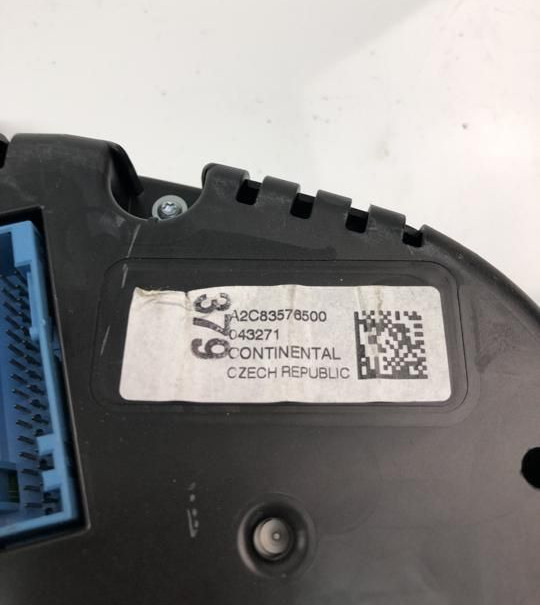 379
A2C83576500
043271
CONTINENTAL
CZECH REPUBLIC